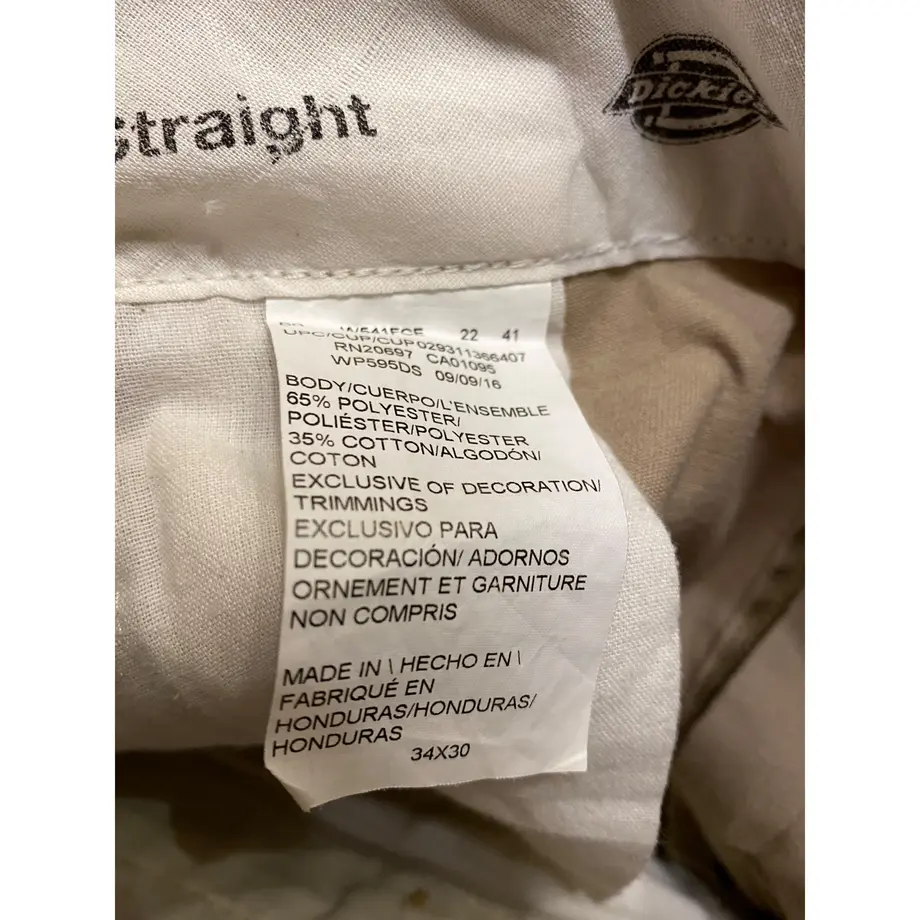 Straight
Dickies
22 41
UPC/CUP/CUP029311366407
RN20697 CA01095
WP595DS 09/09/16
BODY/CUERPO/L'ENSEMBLE
65% POLYESTER/
POLIÉSTER/POLYESTER
35% COTTON/ALGODÓN/
COTON
EXCLUSIVE OF DECORATION/
TRIMMINGS
EXCLUSIVO PARA
DECORACIÓN/ ADORNOS
ORNEMENT ET GARNITURE
NON COMPRIS
MADE IN \ HECHO EN \
FABRIQUÉ EN
HONDURAS/HONDURAS/
HONDURAS
34X30